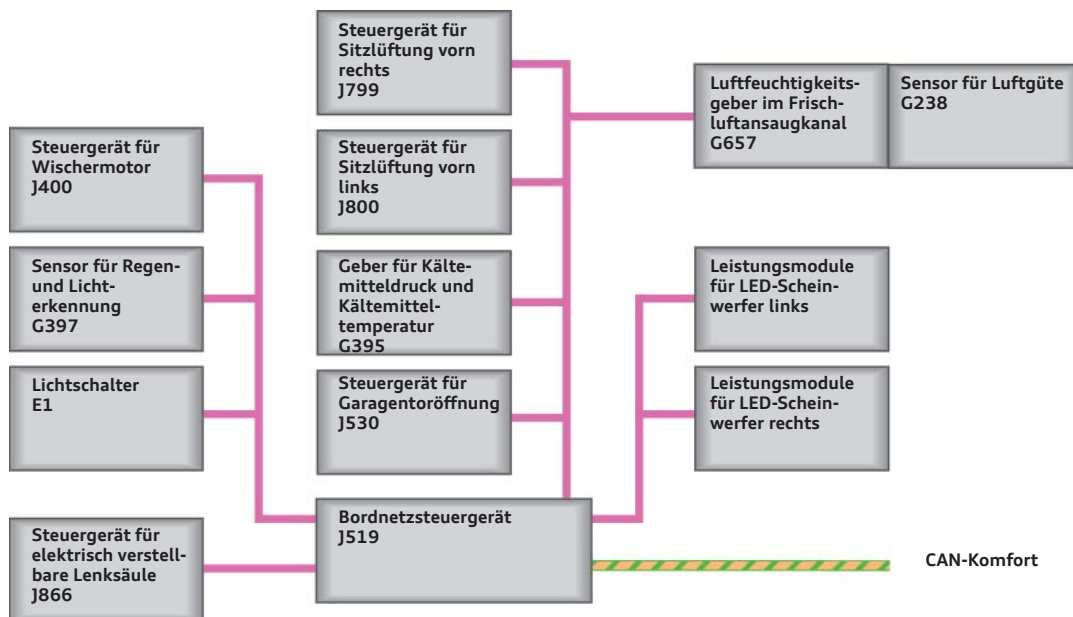 Steuergerät für
Sitzlüftung vorn
rechts
J799
Luftfeuchtigkeits-
geber im Frisch-
luftansaugkanal
G657
Sensor für Luftgüte
G238
Steuergerät für
Wischermotor
J400
Steuergerät für
Sitzlüftung vorn
links
J800
Sensor für Regen-
und Licht-
erkennung
G397
Geber für Kälte-
mitteldruck und
Kältemittel-
temperatur
G395
Leistungsmodule
für LED-Schein-
werfer links
Lichtschalter
E1
Steuergerät für
Garagentoröffnung
J530
Leistungsmodule
für LED-Schein-
werfer rechts
Steuergerät für
elektrisch verstell-
bare Lenksäule
J866
Bordnetzsteuergerät
J519
CAN-Komfort